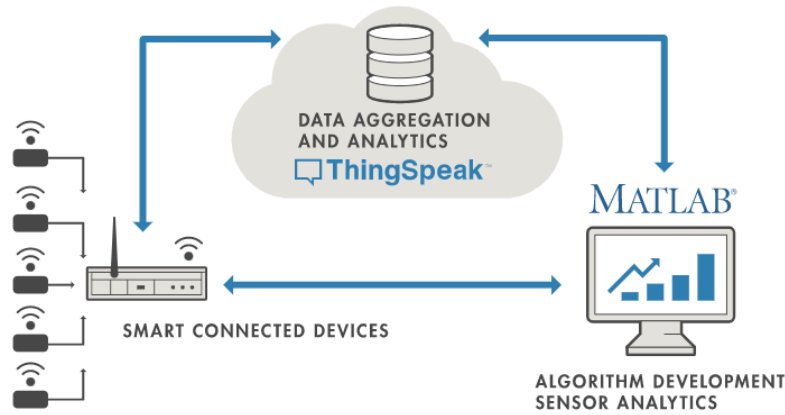 DATA AGGREGATION
AND ANALYTICS
ThingSpeak™
MATLAB®
SMART CONNECTED DEVICES
ALGORITHM DEVELOPMENT
SENSOR ANALYTICS